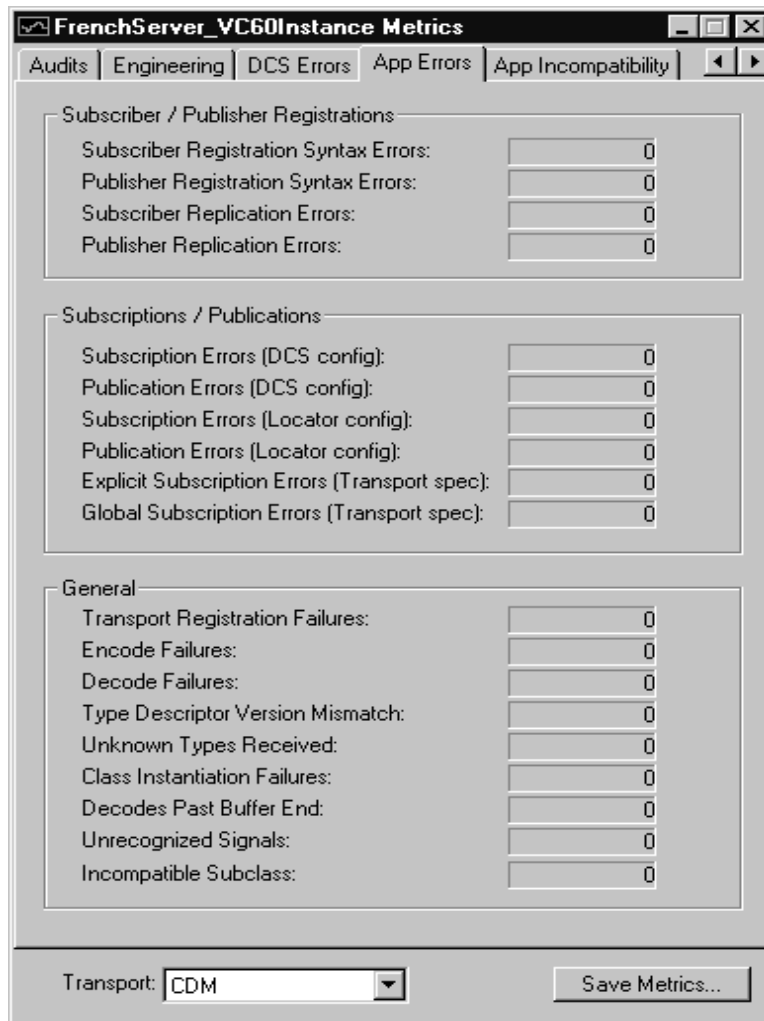 FrenchServer_VC60Instance Metrics
Audits Engineering DCS Errors App Errors App Incompatibility
Subscriber / Publisher Registrations
Subscriber Registration Syntax Errors: 0
Publisher Registration Syntax Errors: 0
Subscriber Replication Errors: 0
Publisher Replication Errors: 0
Subscriptions / Publications
Subscription Errors (DCS config): 0
Publication Errors (DCS config): 0
Subscription Errors (Locator config): 0
Publication Errors (Locator config): 0
Explicit Subscription Errors (Transport spec): 0
Global Subscription Errors (Transport spec): 0
General
Transport Registration Failures: 0
Encode Failures: 0
Decode Failures: 0
Type Descriptor Version Mismatch: 0
Unknown Types Received: 0
Class Instantiation Failures: 0
Decodes Past Buffer End: 0
Unrecognized Signals: 0
Incompatible Subclass: 0
Transport: CDM Save Metrics...